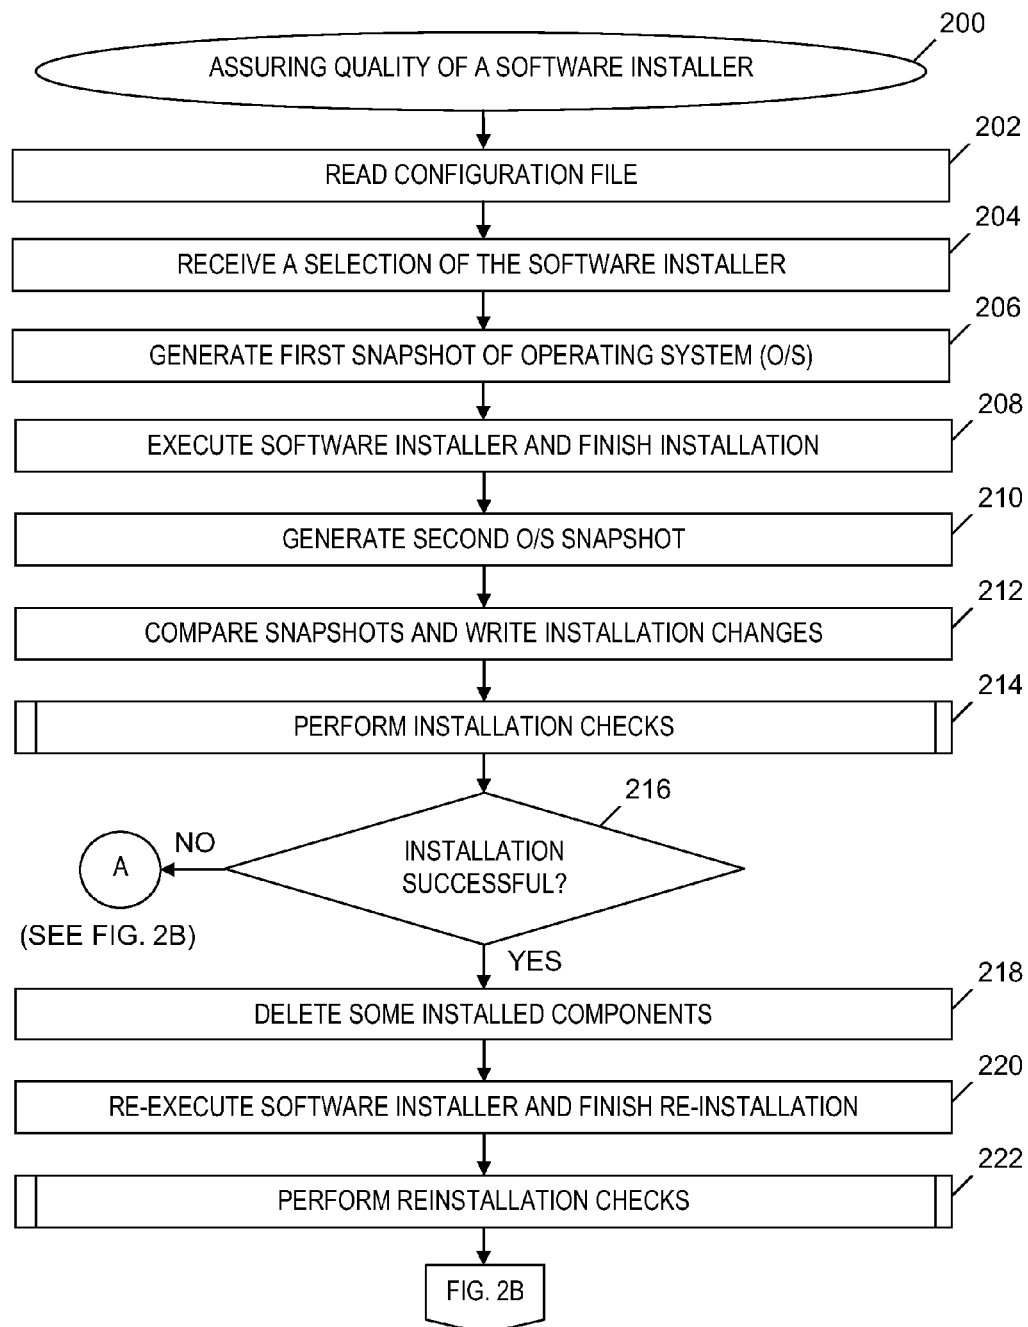 200
ASSURING QUALITY OF A SOFTWARE INSTALLER
202
READ CONFIGURATION FILE
204
RECEIVE A SELECTION OF THE SOFTWARE INSTALLER
206
GENERATE FIRST SNAPSHOT OF OPERATING SYSTEM (O/S)
208
EXECUTE SOFTWARE INSTALLER AND FINISH INSTALLATION
210
GENERATE SECOND O/S SNAPSHOT
212
COMPARE SNAPSHOTS AND WRITE INSTALLATION CHANGES
214
PERFORM INSTALLATION CHECKS
216
INSTALLATION
SUCCESSFUL?
NO
A
(SEE FIG. 2B)
YES
218
DELETE SOME INSTALLED COMPONENTS
220
RE-EXECUTE SOFTWARE INSTALLER AND FINISH RE-INSTALLATION
222
PERFORM REINSTALLATION CHECKS
FIG. 2B